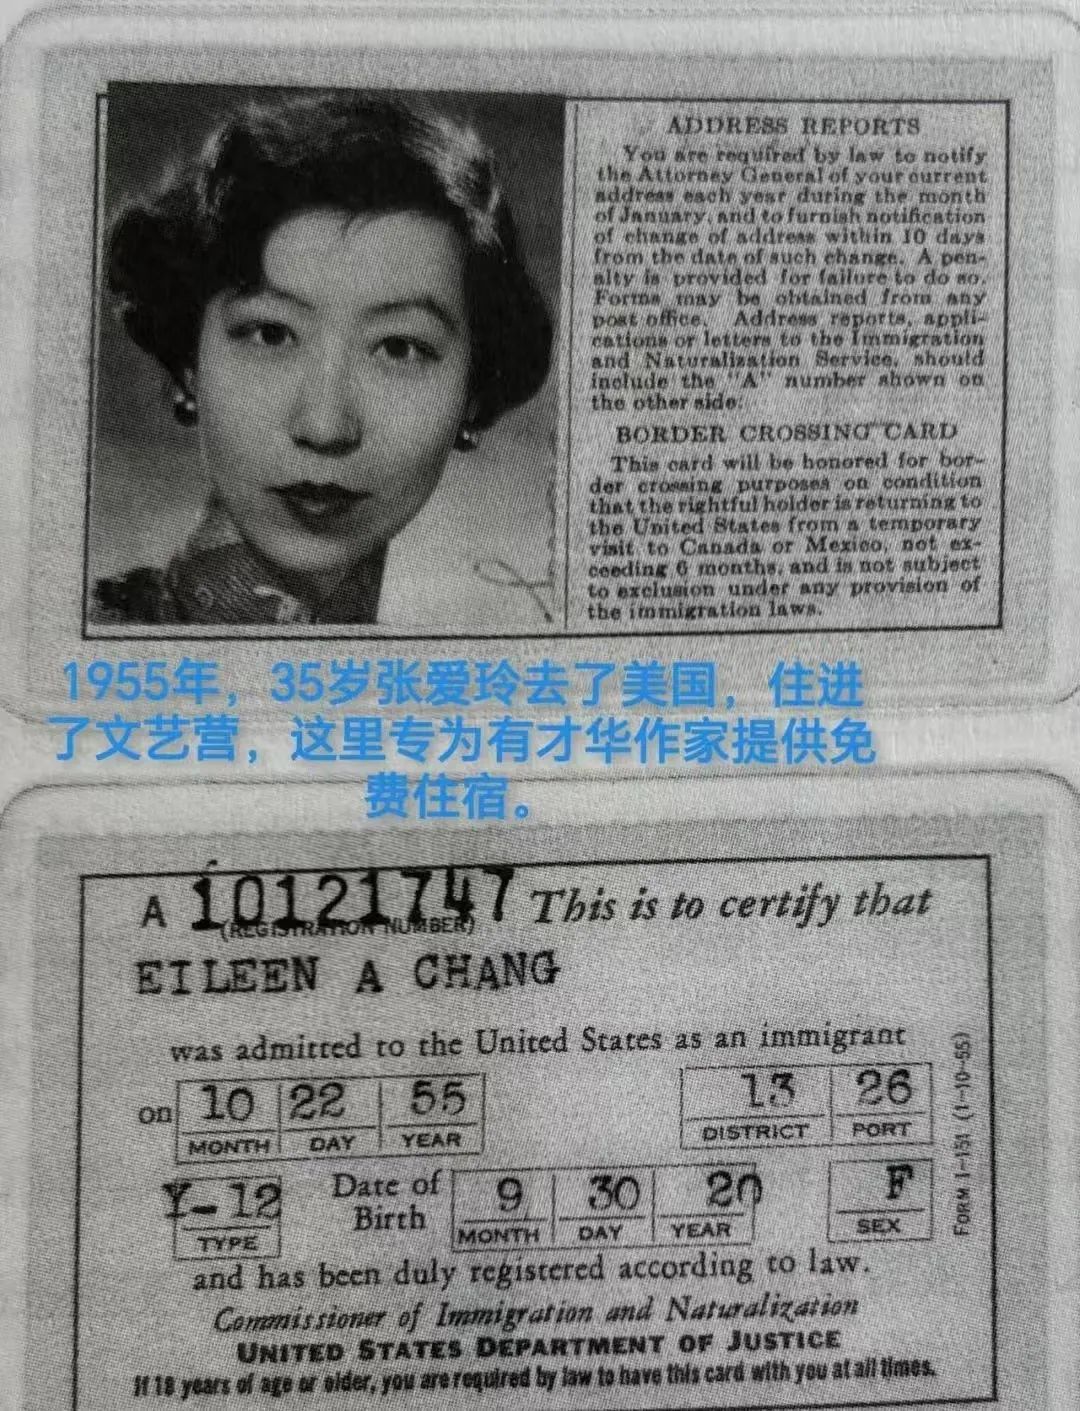 ADDRESS REPORTS
You are required by law to notify
the Attorney General of your current
address each year during the month
of January, and to furnish notification
of change of address within 10 days
from the date of such change. A pen-
alty is provided for failure to do so.
Forms may be obtained from any
post office. Address reports, appli-
cations or letters to the Immigration
and Naturalization Service, should
include the "A" number shown on
the other side.
BORDER CROSSING CARD
This card will be honored for bor-
der crossing purposes on condition
that the rightful holder is returning to
the United States from a temporary
visit to Canada or Mexico, not ex-
ceeding 6 months, and is not subject
to exclusion under any provision of
the immigration laws.
1955年，35岁张爱玲去了美国，住进
了文艺营，这里专为有才华作家提供免
费住宿。
A 10121747 This is to certify that
(REGISTRATION NUMBER)
EILEEN A CHANG
was admitted to the United States as an immigrant
on 10 22 55 13 26
MONTH DAY YEAR DISTRICT PORT
Y-12 Date of Birth 9 30 20 F
TYPE MONTH DAY YEAR SEX
FORM I-151 (1-10-55)
and has been duly registered according to law.
Commissioner of Immigration and Naturalization
UNITED STATES DEPARTMENT OF JUSTICE
If 18 years of age or older, you are required by law to have this card with you at all times.